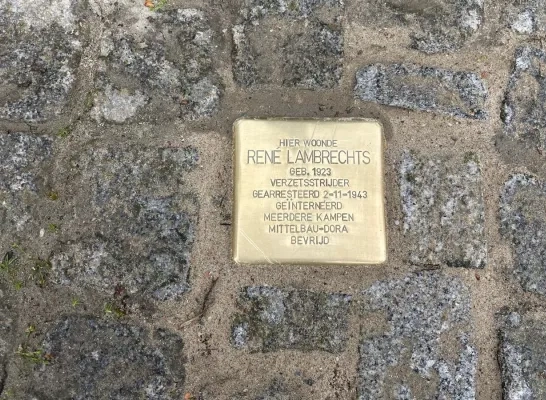 HIER WOONDE
RENE LAMBRECHTS
GEB. 1923
VERZETSSTRIJDER
GEARRESTEERD 2-11-1943
GEÏNTERNEERD
MEERDERE KAMPEN
MITTELBAU-DORA
BEVRIJD